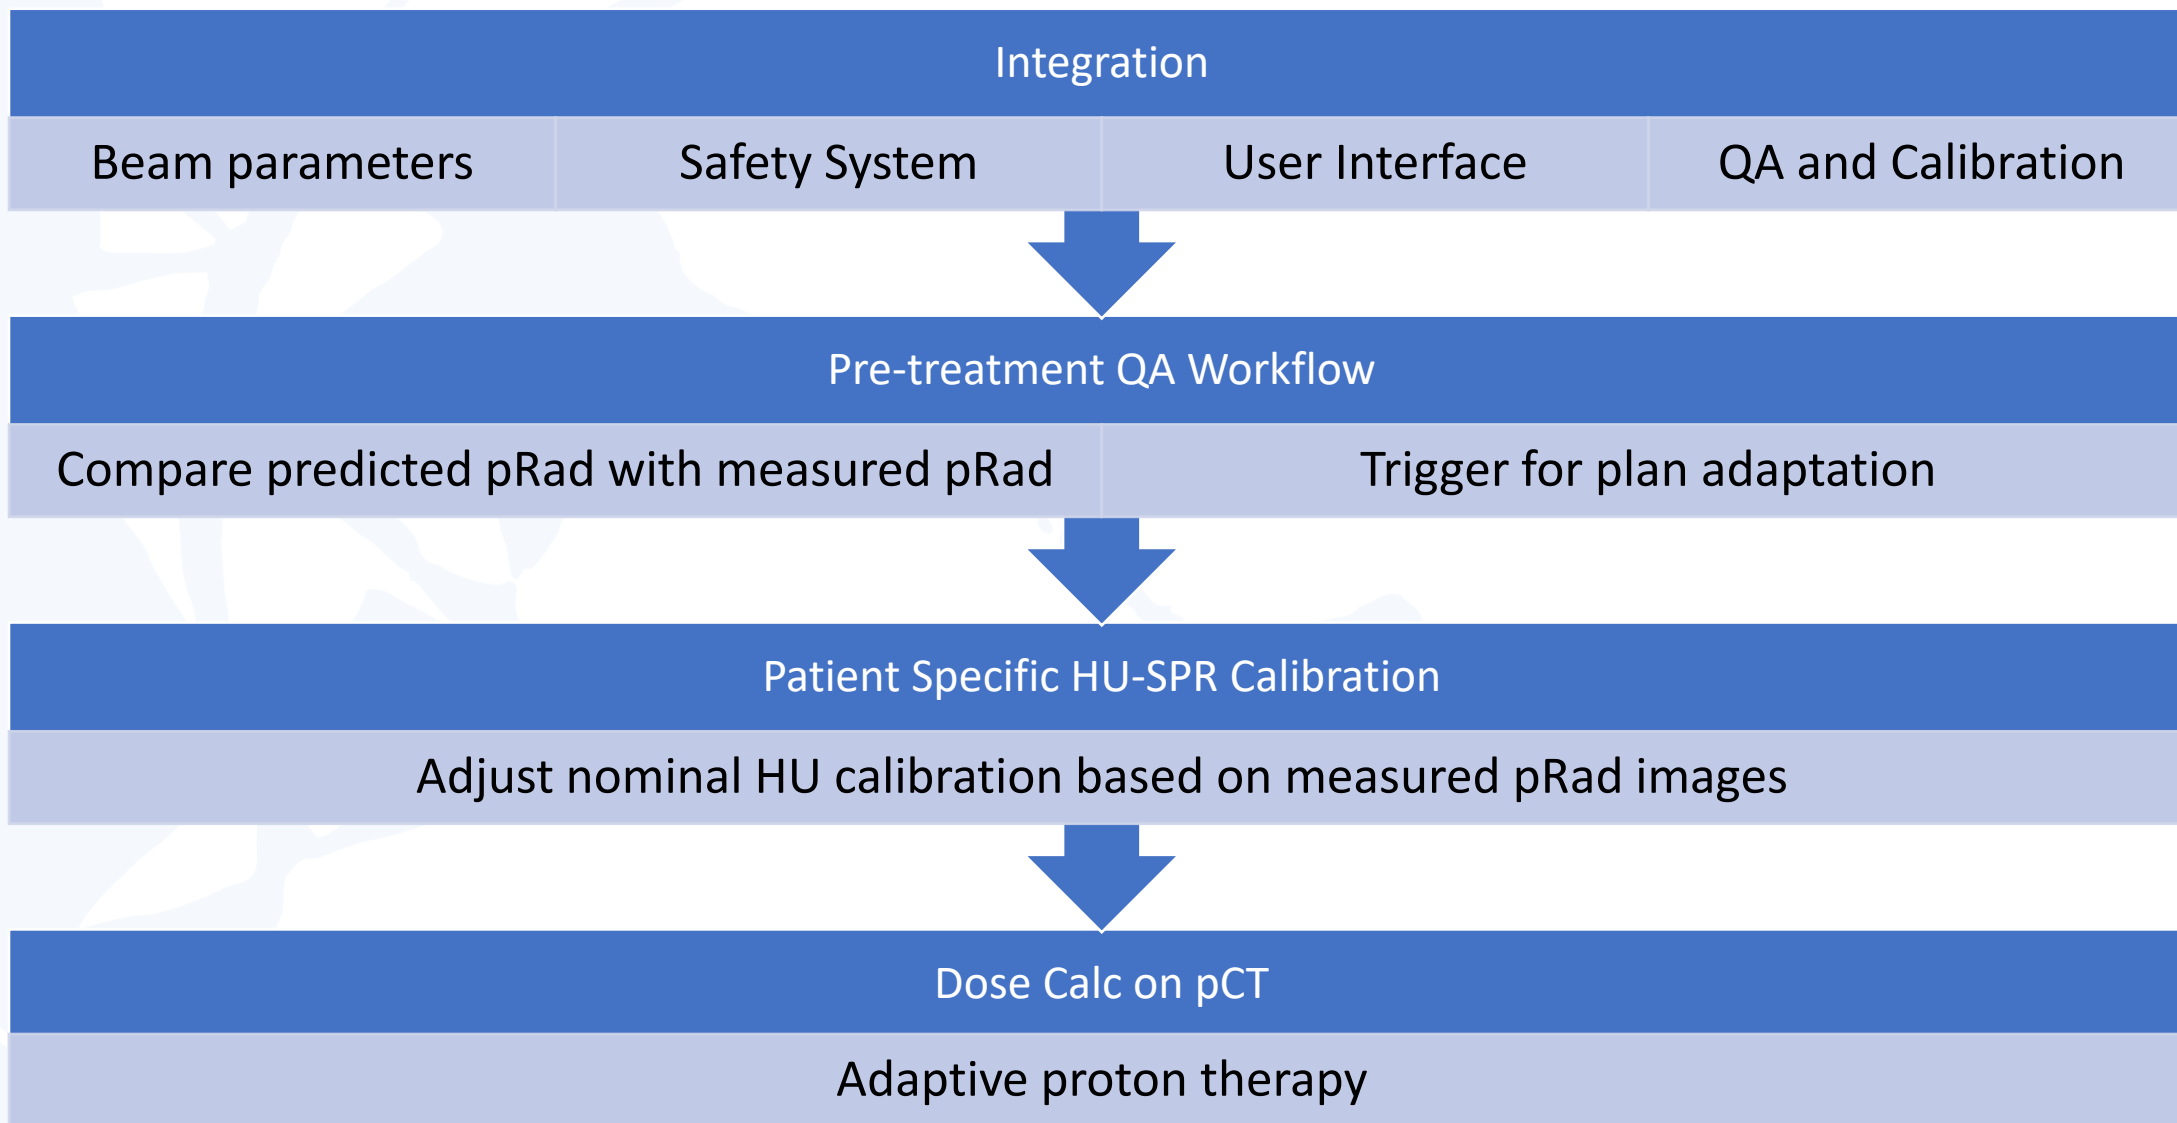 Integration
Beam parameters
Safety System
User Interface
QA and Calibration
Pre-treatment QA Workflow
Compare predicted pRad with measured pRad
Trigger for plan adaptation
Patient Specific HU-SPR Calibration
Adjust nominal HU calibration based on measured pRad images
Dose Calc on pCT
Adaptive proton therapy